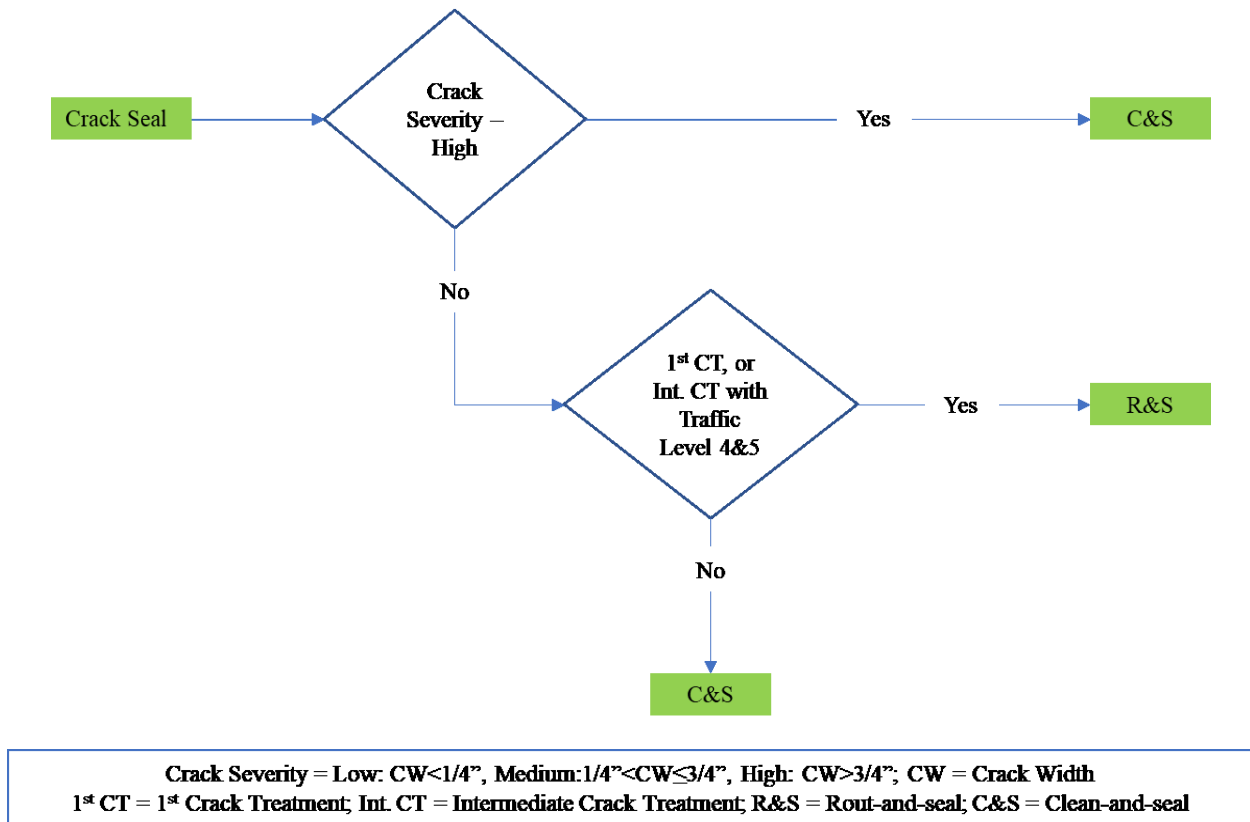 Crack Seal
Crack
Severity –
High
Yes
C&S
No
1st CT, or
Int. CT with
Traffic
Level 4&5
Yes
R&S
No
C&S
Crack Severity = Low: CW<1/4”, Medium:1/4”<CW≤3/4”, High: CW>3/4”; CW = Crack Width
1st CT = 1st Crack Treatment; Int. CT = Intermediate Crack Treatment; R&S = Rout-and-seal; C&S = Clean-and-seal